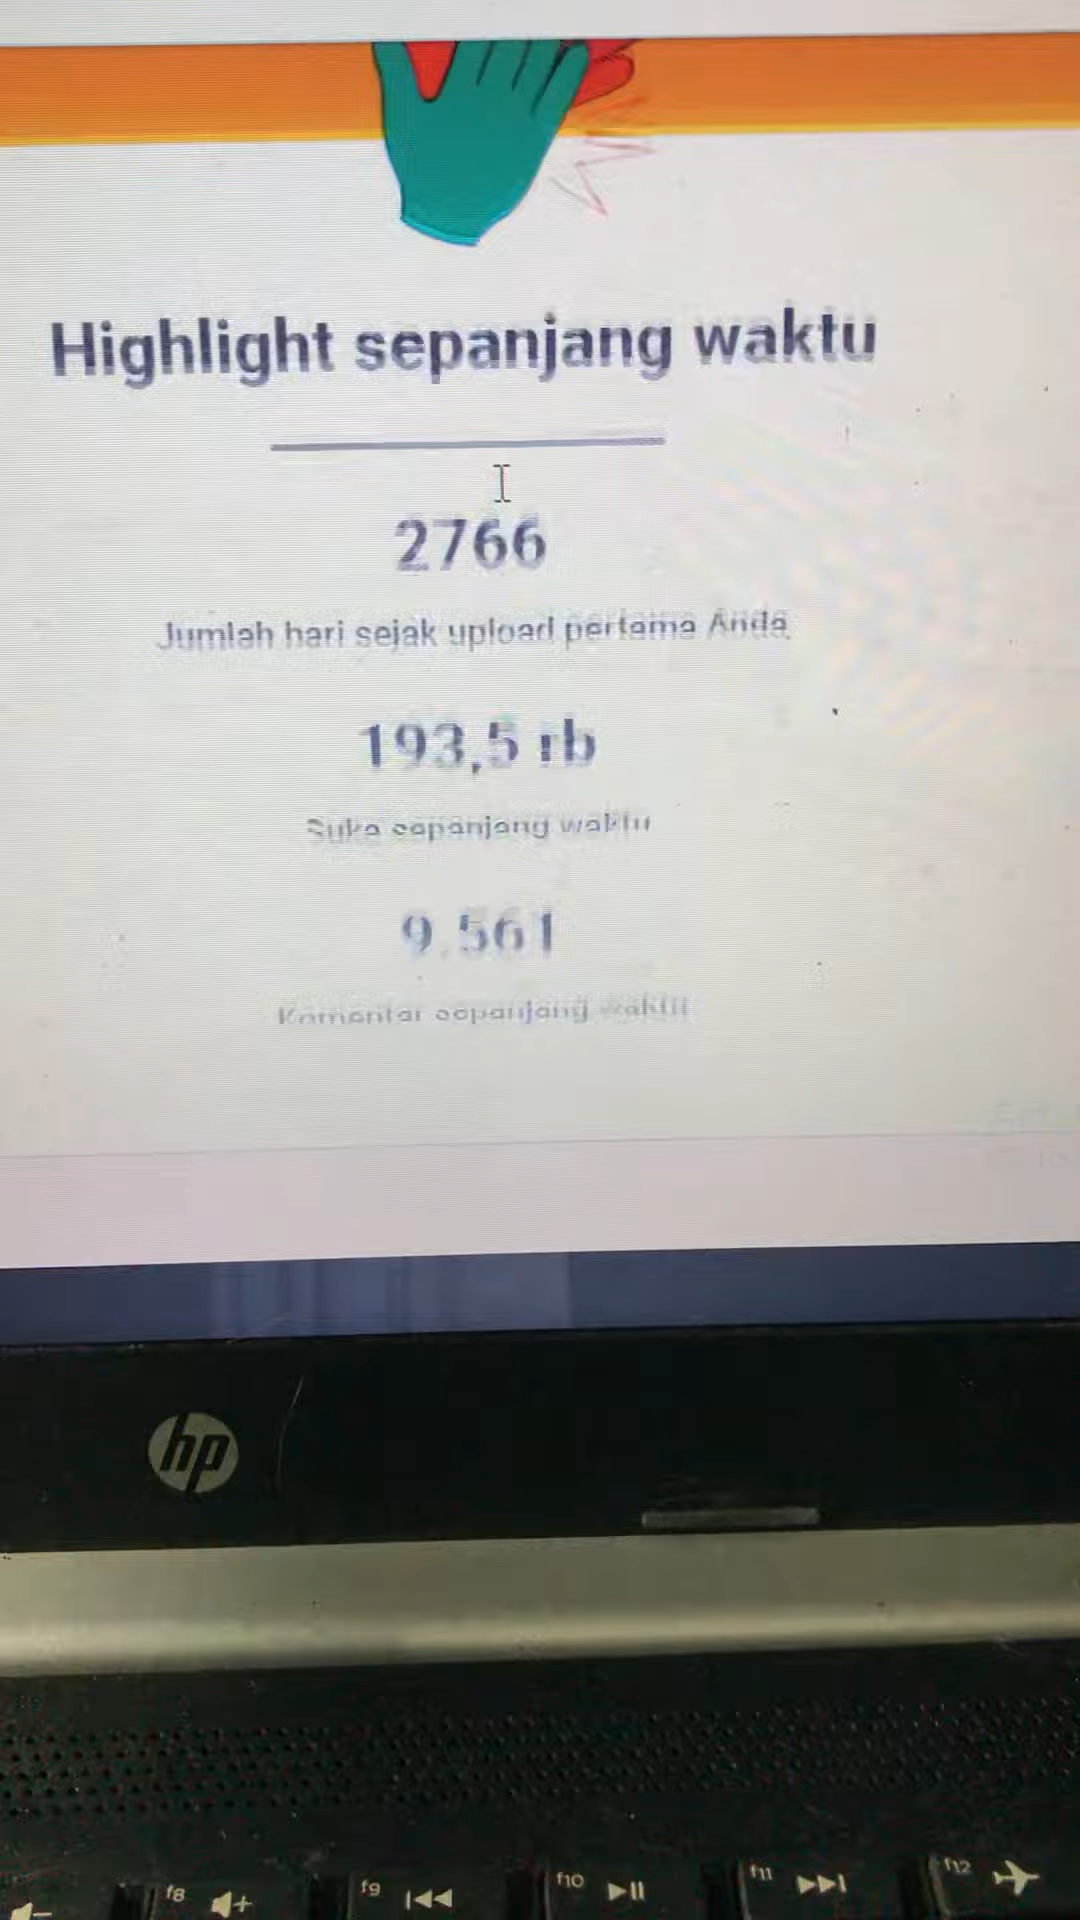 Highlight sepanjang waktu
2766
Jumlah hari sejak upload pertama Anda
193,5 rb
Suka sepanjang waktu
9.561
Komentar sepanjang waktu
hp
f8
f9
f10
f11
f12